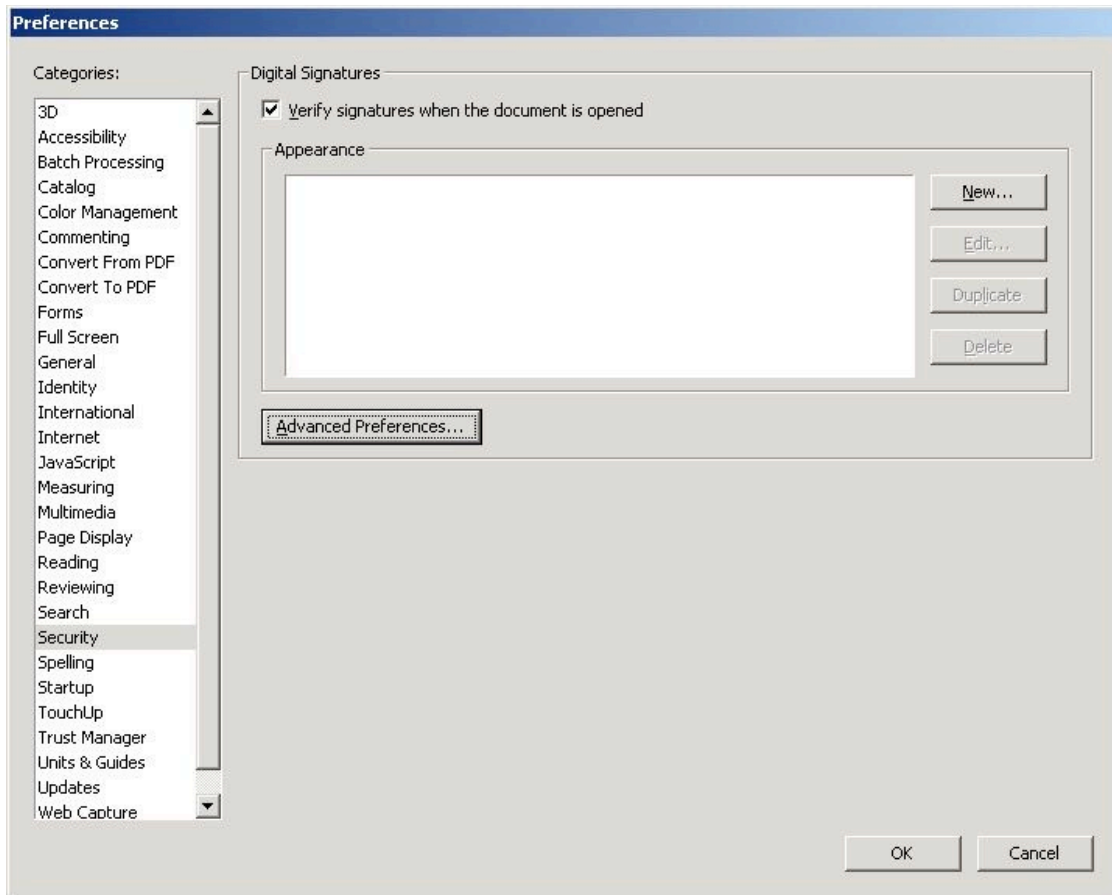 Preferences
Categories:
3D
Accessibility
Batch Processing
Catalog
Color Management
Commenting
Convert From PDF
Convert To PDF
Forms
Full Screen
General
Identity
International
Internet
JavaScript
Measuring
Multimedia
Page Display
Reading
Reviewing
Search
Security
Spelling
Startup
TouchUp
Trust Manager
Units & Guides
Updates
Web Capture
Digital Signatures
Verify signatures when the document is opened
Appearance
New...
Edit...
Duplicate
Delete
Advanced Preferences...
OK
Cancel